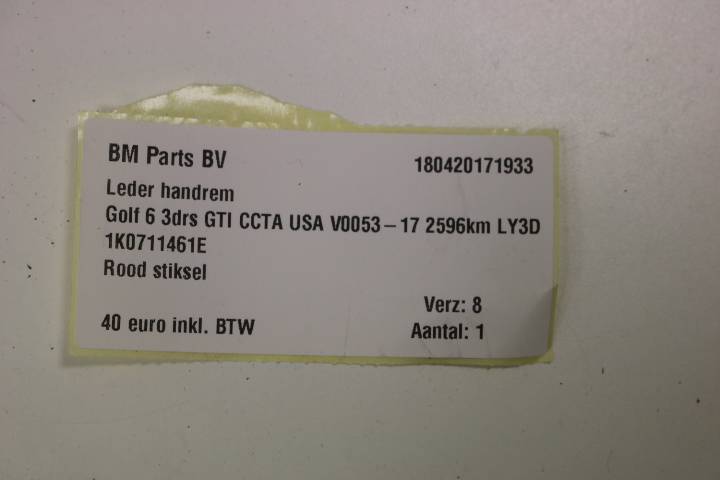 BM Parts BV 180420171933
Leder handrem
Golf 6 3drs GTI CCTA USA V0053-17 2596km LY3D
1K0711461E
Rood stiksel
Verz: 8
40 euro inkl. BTW Aantal: 1